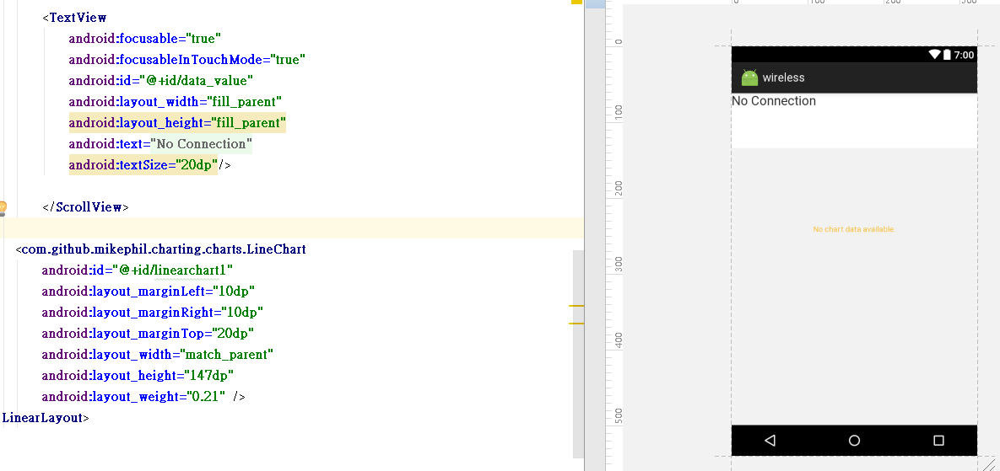 <TextView
android:focusable="true"
android:focusableInTouchMode="true"
android:id="@+id/data_value"
android:layout_width="fill_parent"
android:layout_height="fill_parent"
android:text="No Connection"
android:textSize="20dp"/>
</ScrollView>
<com.github.mikephil.charting.charts.LineChart
android:id="@+id/linearchart1"
android:layout_marginLeft="10dp"
android:layout_marginRight="10dp"
android:layout_marginTop="20dp"
android:layout_width="match_parent"
android:layout_height="147dp"
android:layout_weight="0.21" />
LinearLayout>
0 100 200 300
0
100
200
300
400
500
7:00
wireless
No Connection
No chart data available.